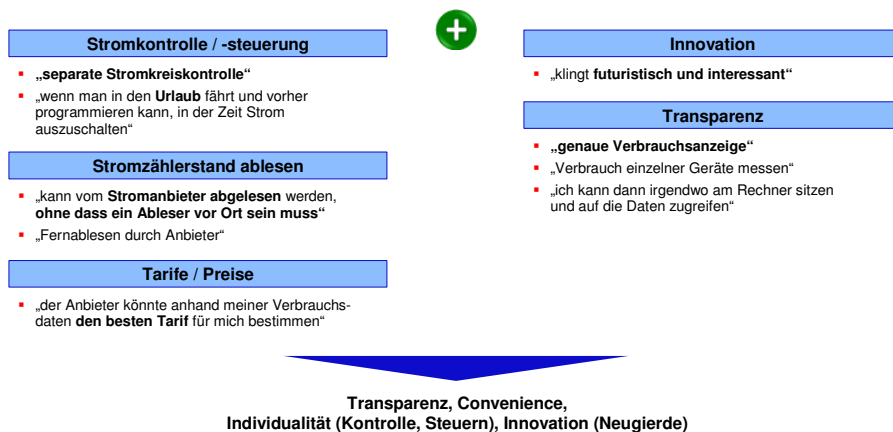 Stromkontrolle / -steuerung
„separate Stromkreiskontrolle“
„wenn man in den Urlaub fährt und vorher
programmieren kann, in der Zeit Strom
auszuschalten“
Stromzählerstand ablesen
„kann vom Stromanbieter abgelesen werden,
ohne dass ein Ableser vor Ort sein muss“
„Fernablesen durch Anbieter“
Tarife / Preise
„der Anbieter könnte anhand meiner Verbrauchs-
daten den besten Tarif für mich bestimmen“
Innovation
„klingt futuristisch und interessant“
Transparenz
„genaue Verbrauchsanzeige“
„Verbrauch einzelner Geräte messen“
„ich kann dann irgendwo am Rechner sitzen
und auf die Daten zugreifen“
Transparenz, Convenience,
Individualität (Kontrolle, Steuern), Innovation (Neugierde)